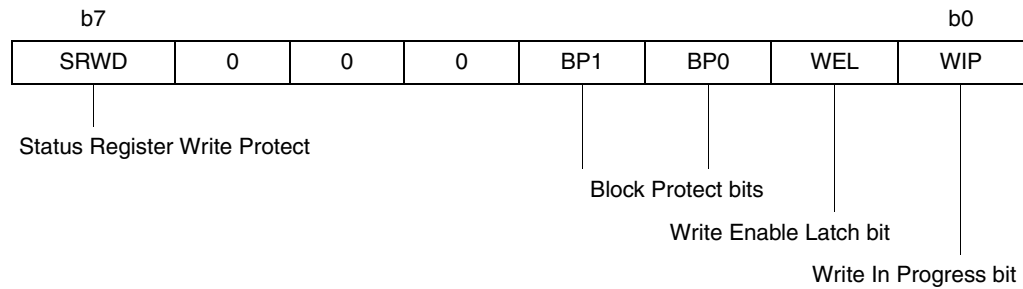 b7 b0
SRWD 0 0 0 BP1 BP0 WEL WIP
Status Register Write Protect
Block Protect bits
Write Enable Latch bit
Write In Progress bit